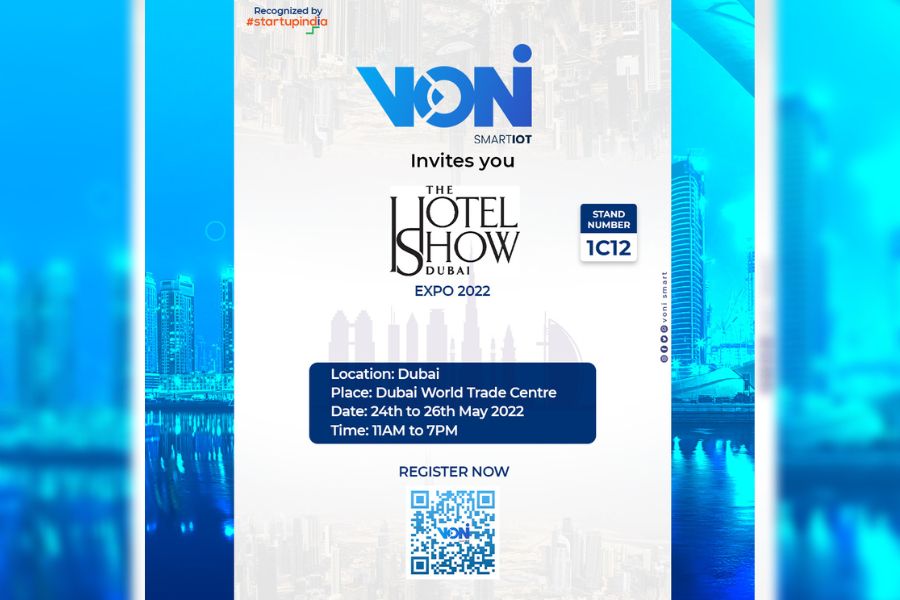 Recognized by
#startupindia
VONI
SMARTIOT
Invites you
THE
HOTEL
SHOW
DUBAI
EXPO 2022
STAND
NUMBER
1C12
voni smart
Location: Dubai
Place: Dubai World Trade Centre
Date: 24th to 26th May 2022
Time: 11AM to 7PM
REGISTER NOW
VONI